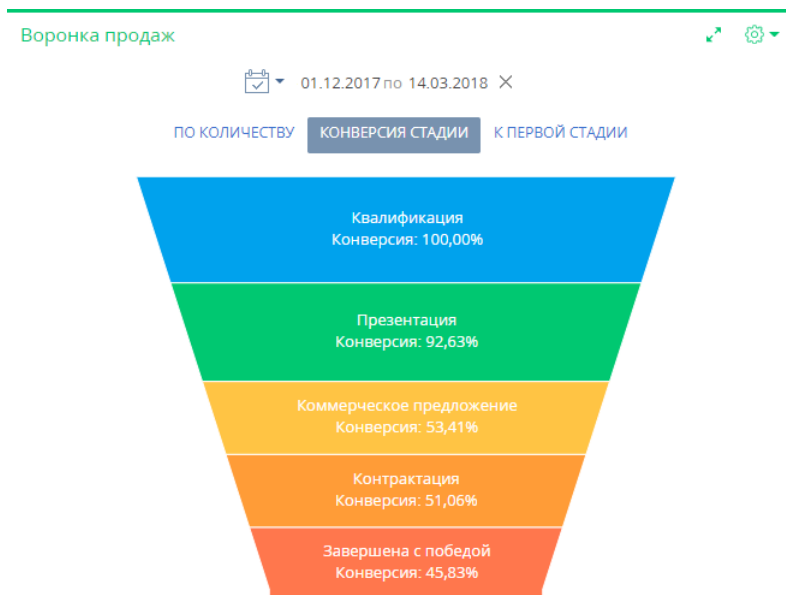 Воронка продаж
01.12.2017 по 14.03.2018
ПО КОЛИЧЕСТВУ КОНВЕРСИЯ СТАДИИ К ПЕРВОЙ СТАДИИ
Квалификация
Конверсия: 100,00%
Презентация
Конверсия: 92,63%
Коммерческое предложение
Конверсия: 53,41%
Контрактация
Конверсия: 51,06%
Завершена с победой
Конверсия: 45,83%